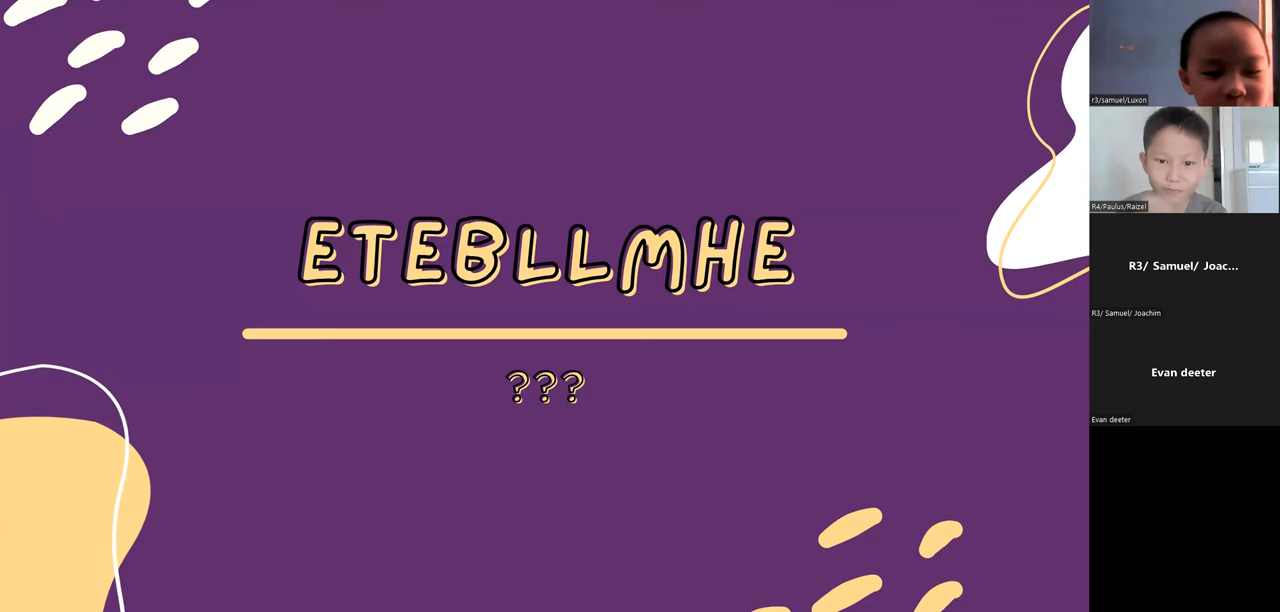 ETEBLLMHE
???
r3/samuel/Luxon
R4/Paulus/Raizel
R3/ Samuel/ Joac...
R3/ Samuel/ Joachim
Evan deeter
Evan deeter